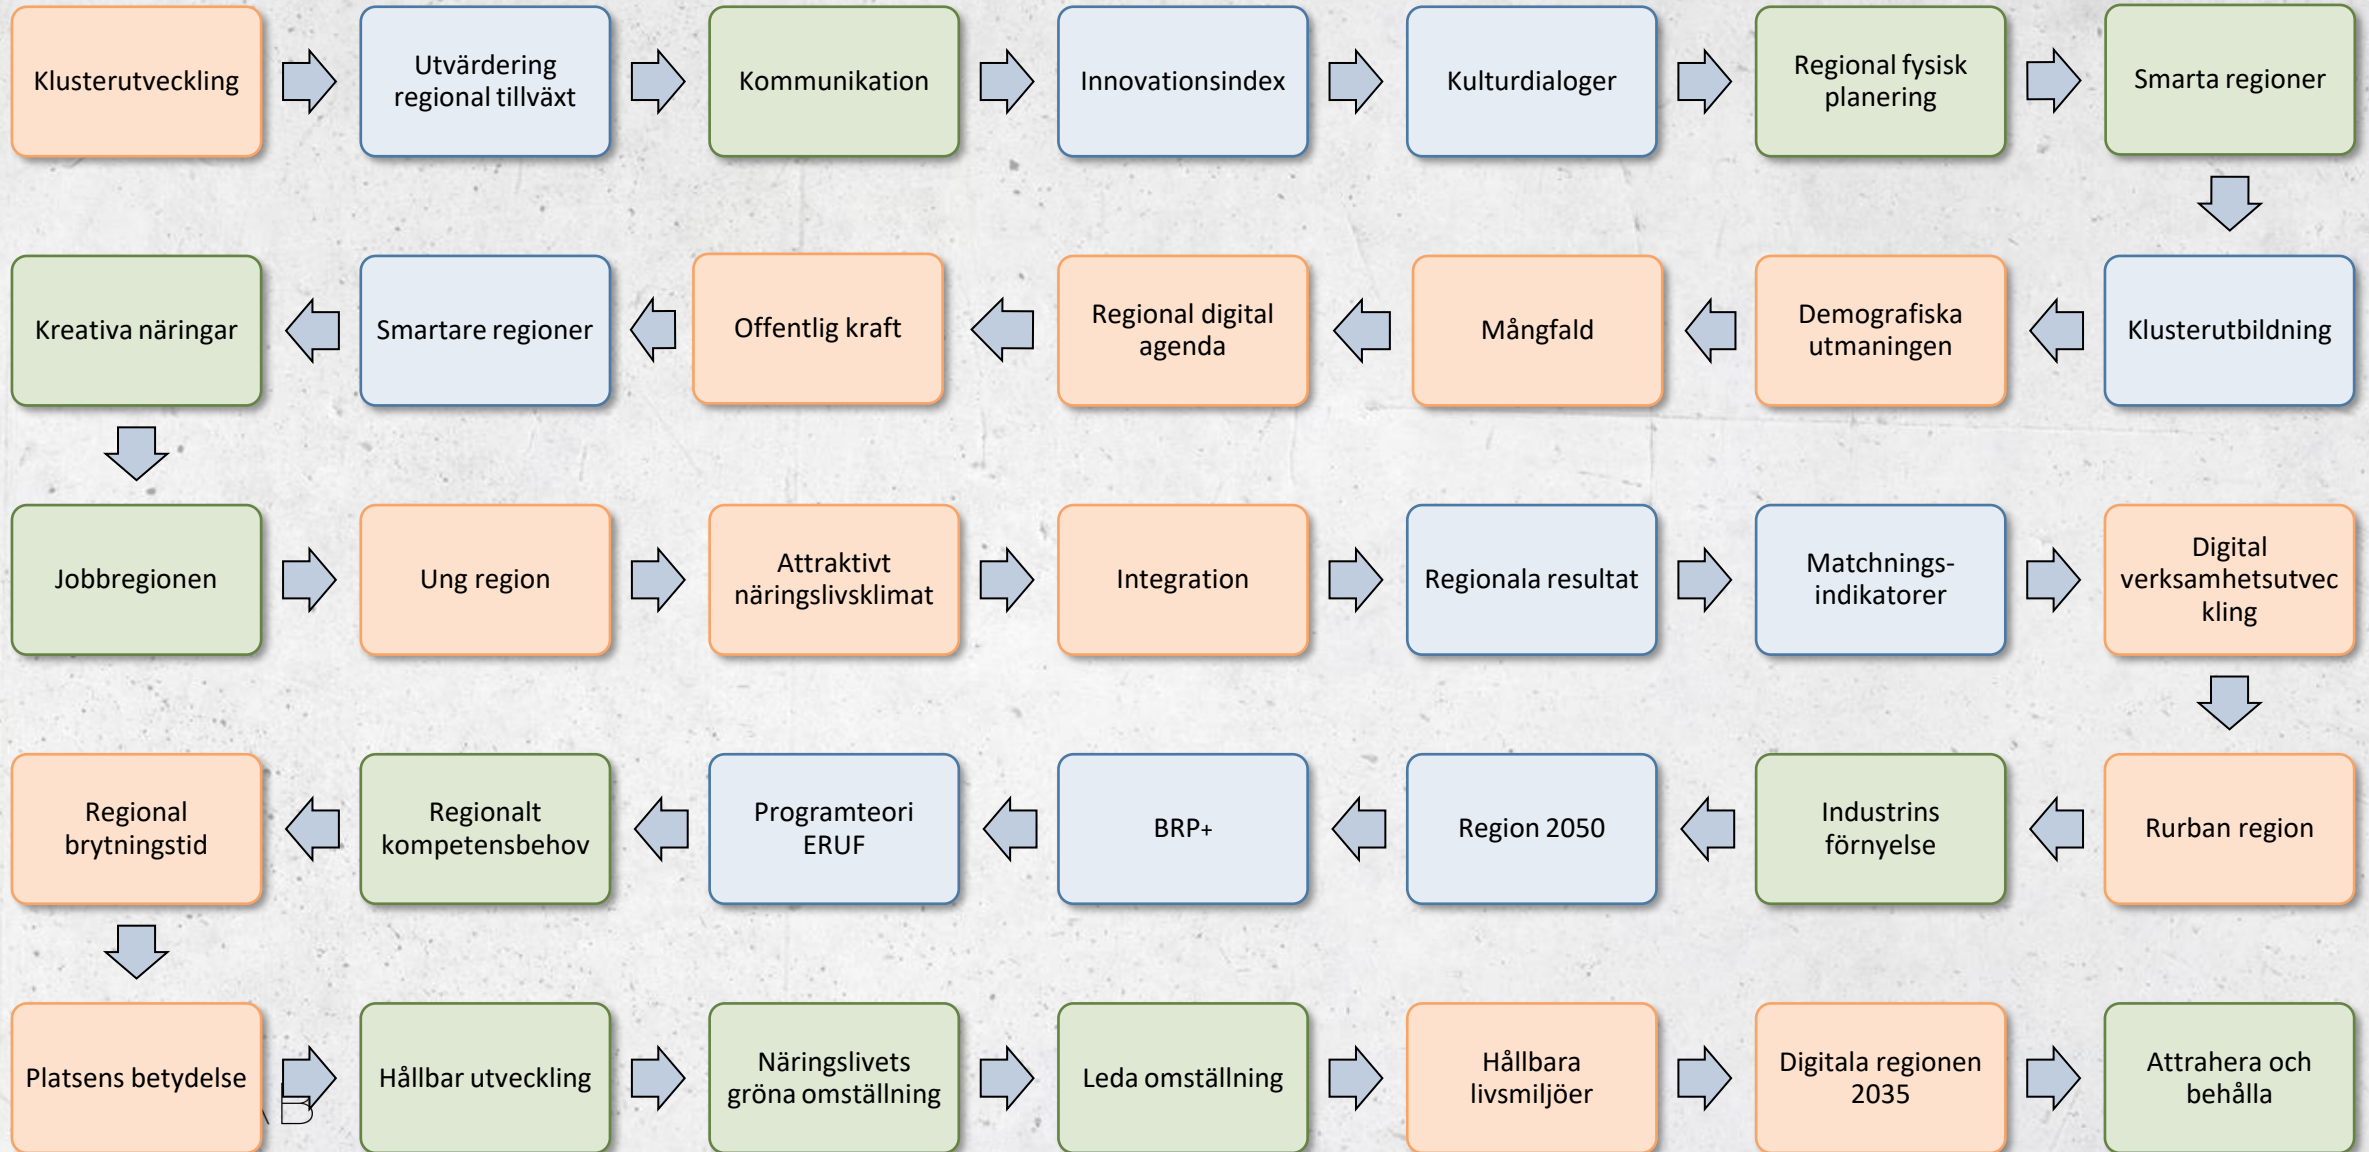 Klusterutveckling
Utvärdering
regional tillväxt
Kommunikation
Innovationsindex
Kulturdialoger
Regional fysisk
planering
Smarta regioner
Klusterutbildning
Demografiska
utmaningen
Mångfald
Regional digital
agenda
Offentlig kraft
Smartare regioner
Kreativa näringar
Jobbregionen
Ung region
Attraktivt
näringslivsklimat
Integration
Regionala resultat
Matchnings-
indikatorer
Digital
verksamhetsutvec
kling
Rurban region
Industrins
förnyelse
Region 2050
BRP+
Programteori
ERUF
Regionalt
kompetensbehov
Regional
brytningstid
Platsens betydelse
Hållbar utveckling
Näringslivets
gröna omställning
Leda omställning
Hållbara
livsmiljöer
Digitala regionen
2035
Attrahera och
behålla